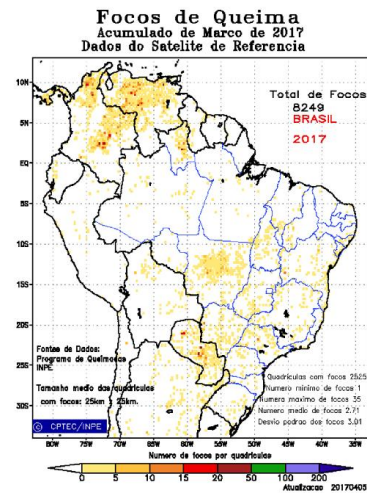 Focos de Queima
Acumulado de Marco de 2017
Dados do Satelite de Referencia
Total de Focos
8249
BRASIL
2017
10N
5N
EQ
5S
10S
15S
20S
25S
30S
Fontes de Dados:
Programa de Queimadas
INPE
Tamanho medio das quadriculas
com focos: 25km x 25km.
Quadriculas com focos 2525
Numero minimo de focos 1
Numero maximo de focos 35
Numero medio de focos 2.71
Desvio padrao dos focos 3.01
© CPTEC/INPE
80W 75W 70W 65W 60W 55W 50W 45W 40W 35W
Numero de focos por quadriculas
0 5 10 15 20 50 100 200
Atualizacao 20170405